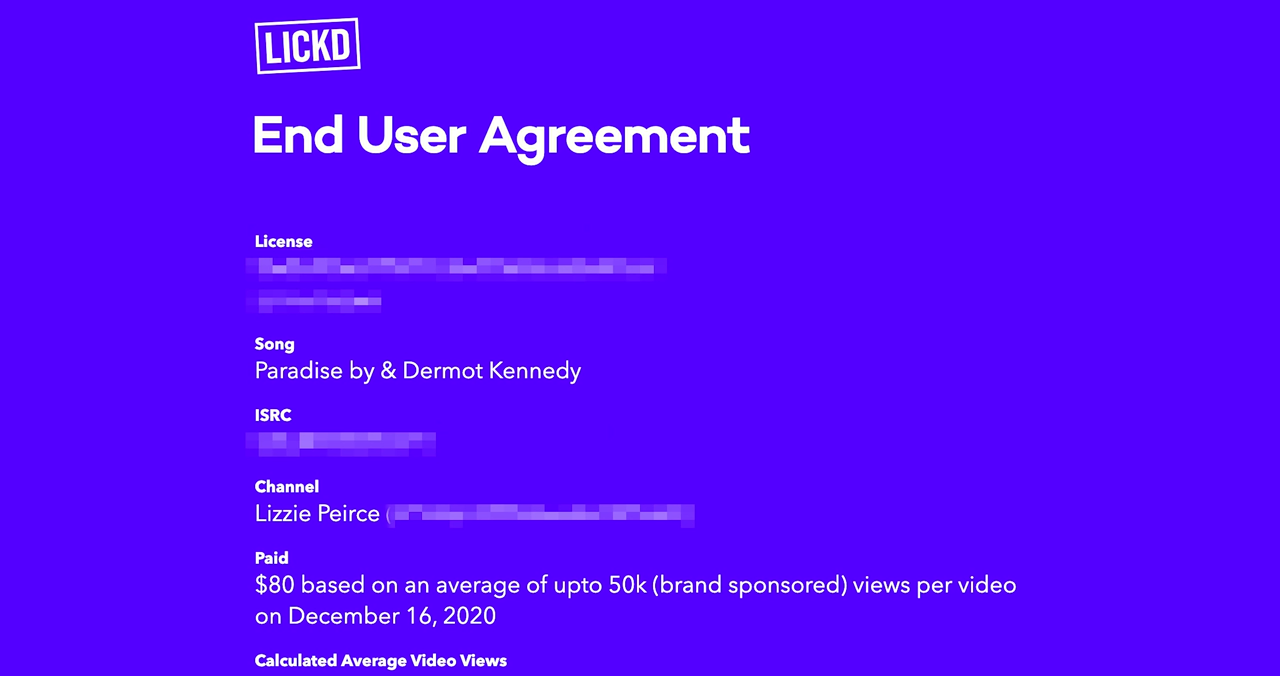 LICKD
End User Agreement
License
Song
Paradise by & Dermot Kennedy
ISRC
Channel
Lizzie Peirce (
Paid
$80 based on an average of upto 50k (brand sponsored) views per video
on December 16, 2020
Calculated Average Video Views